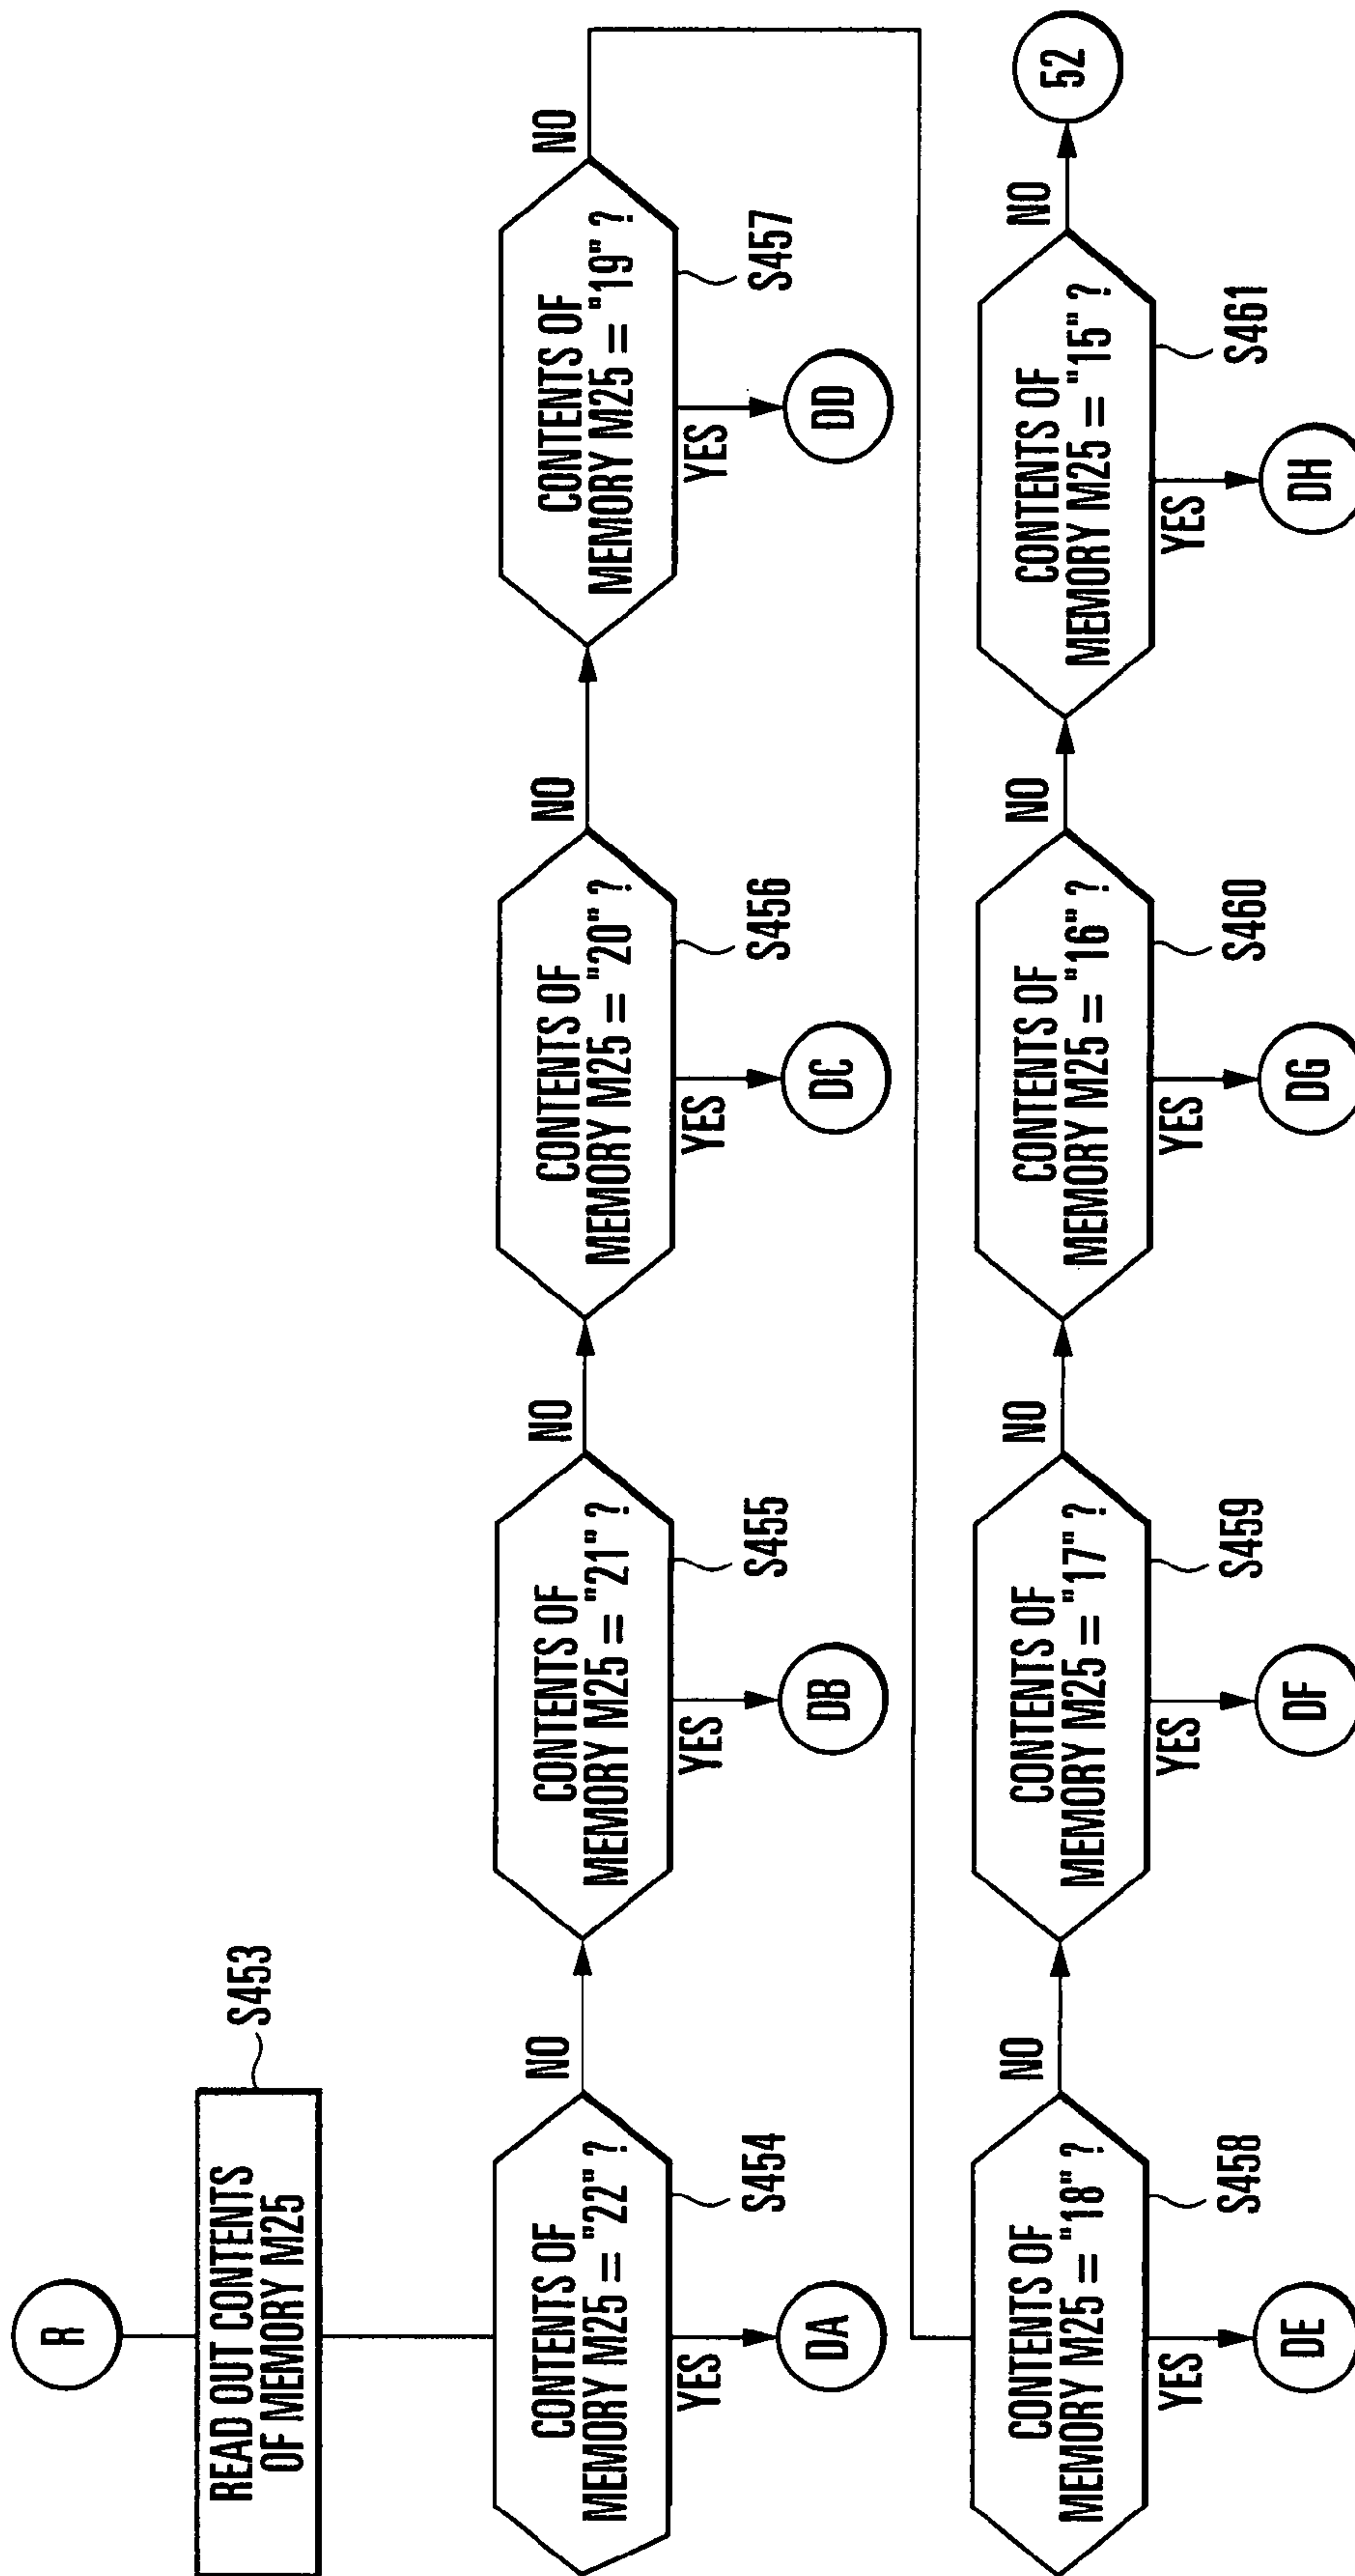 R
READ OUT CONTENTS
OF MEMORY M25
S453
CONTENTS OF
MEMORY M25 = "22" ?
S454
NO
YES
DA
CONTENTS OF
MEMORY M25 = "21" ?
S455
NO
YES
DB
CONTENTS OF
MEMORY M25 = "20" ?
S456
NO
YES
DC
CONTENTS OF
MEMORY M25 = "19" ?
S457
NO
YES
DD
CONTENTS OF
MEMORY M25 = "18" ?
S458
NO
YES
DE
CONTENTS OF
MEMORY M25 = "17" ?
S459
NO
YES
DF
CONTENTS OF
MEMORY M25 = "16" ?
S460
NO
YES
DG
CONTENTS OF
MEMORY M25 = "15" ?
S461
NO
YES
DH
52